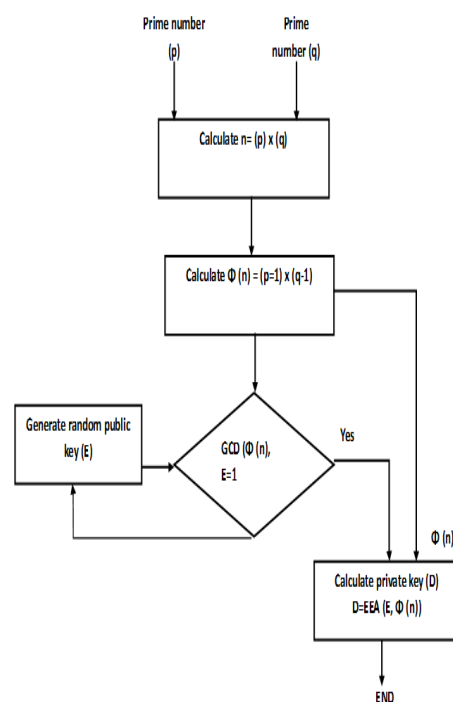 Prime number
(p)
Prime
number (q)
Calculate n= (p) x (q)
Calculate Φ (n) = (p=1) x (q-1)
Generate random public
key (E)
GCD (Φ (n),
E=1
Yes
Φ (n)
Calculate private key (D)
D=EEA (E, Φ (n))
END